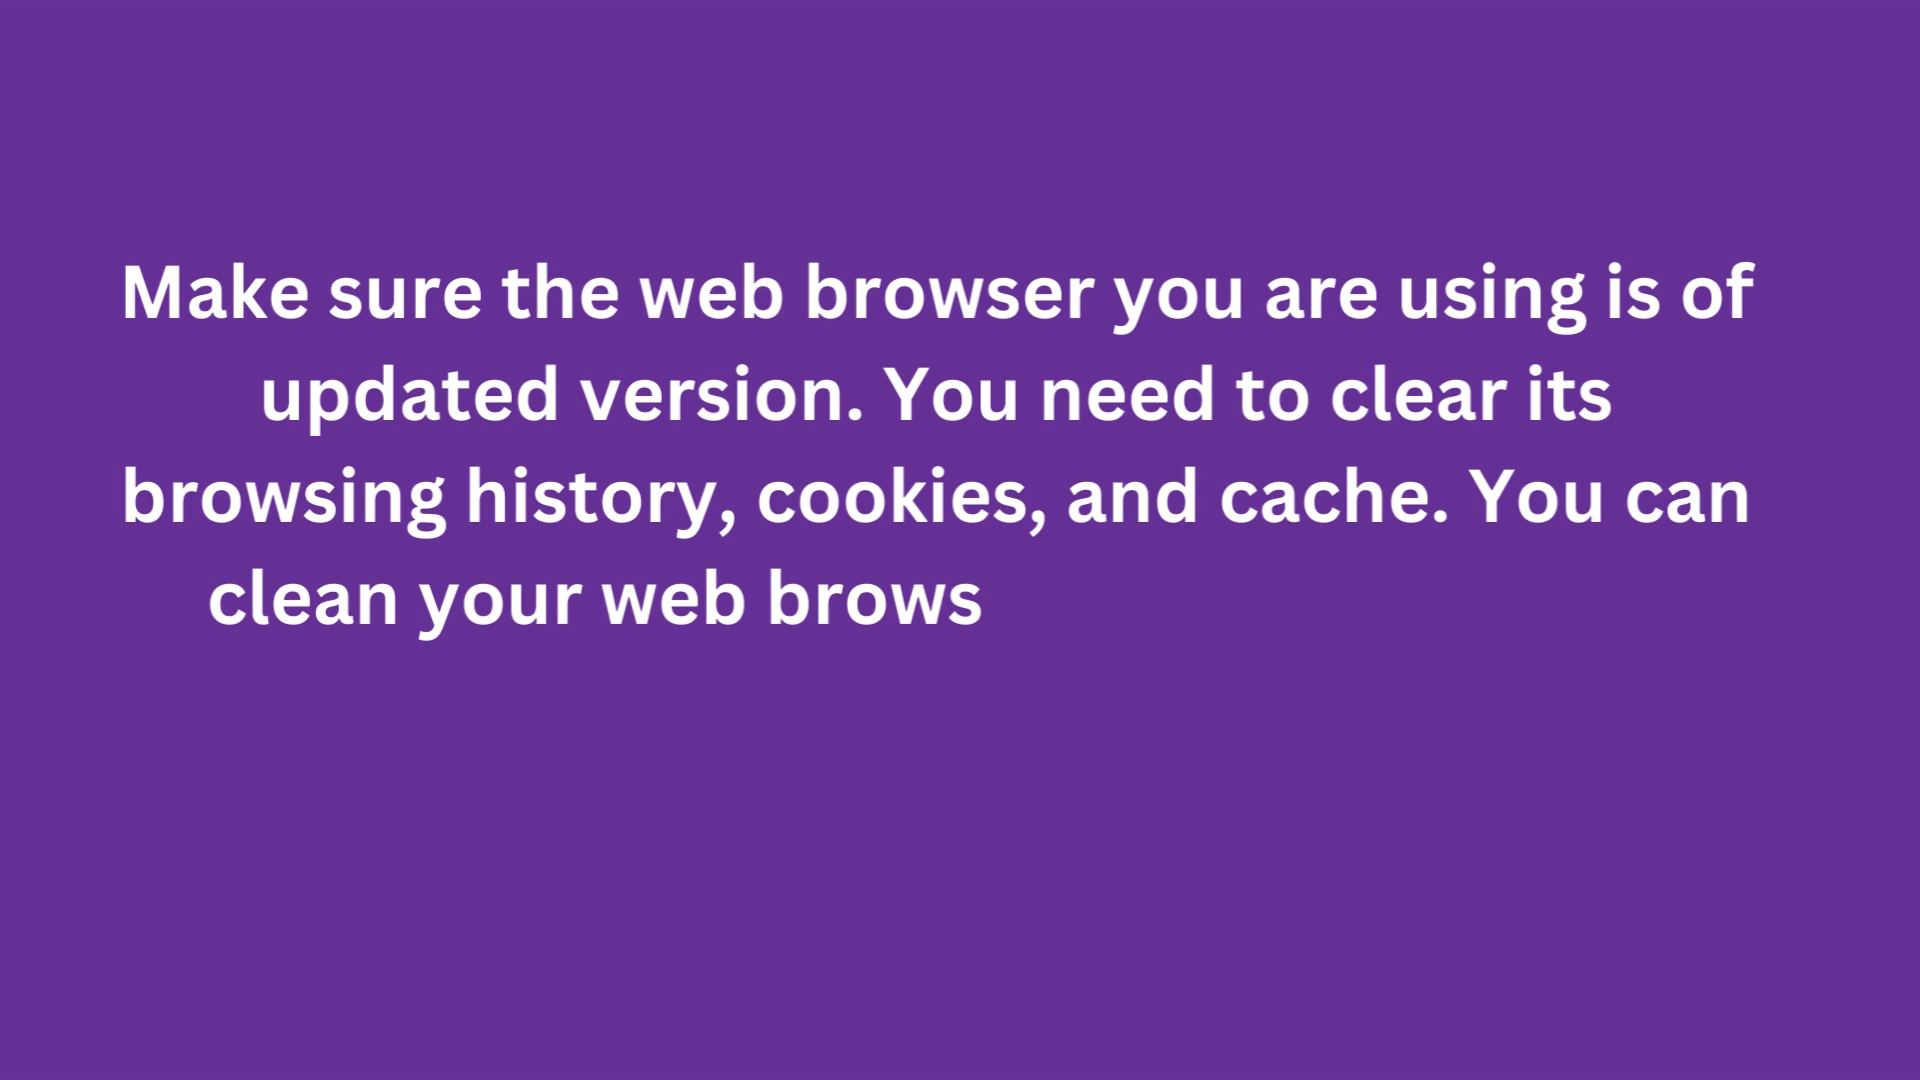 Make sure the web browser you are using is of
updated version. You need to clear its
browsing history, cookies, and cache. You can
clean your web brows